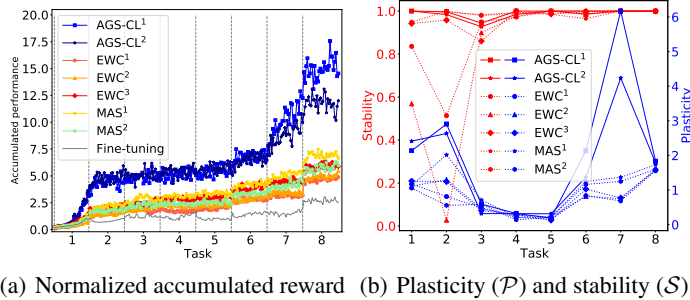 20.0
17.5
15.0
12.5
10.0
7.5
5.0
2.5
0.0
Accumulated performance
AGS-CL1
AGS-CL2
EWC1
EWC2
EWC3
MAS1
MAS2
Fine-tuning
1 2 3 4 5 6 7 8
Task
(a) Normalized accumulated reward
(b)
1.0
0.8
0.6
0.4
0.2
0.0
Stability
AGS-CL1
AGS-CL2
EWC1
EWC2
EWC3
MAS1
MAS2
6
5
4
3
2
1
0
Plasticity
1 2 3 4 5 6 7 8
Task
(b) Plasticity (P) and stability (S)